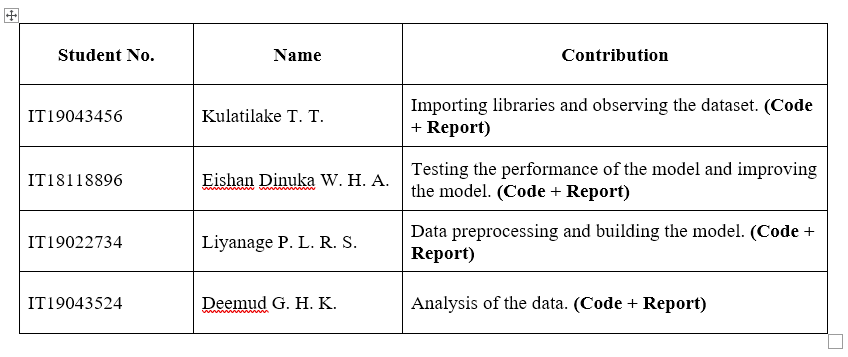 Student No. Name Contribution
IT19043456 Kulatilake T. T. Importing libraries and observing the dataset. (Code
+ Report)
IT18118896 Eishan Dinuka W. H. A. Testing the performance of the model and improving
the model. (Code + Report)
IT19022734 Liyanage P. L. R. S. Data preprocessing and building the model. (Code +
Report)
IT19043524 Deemud G. H. K. Analysis of the data. (Code + Report)